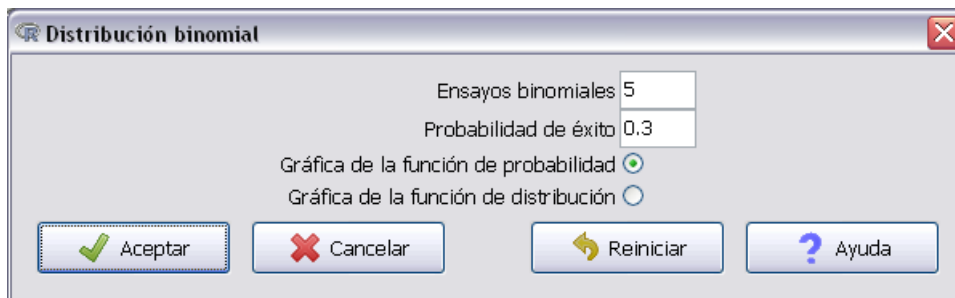 Distribución binomial
Ensayos binomiales 5
Probabilidad de éxito 0.3
Gráfica de la función de probabilidad
Gráfica de la función de distribución
Aceptar Cancelar Reiniciar Ayuda